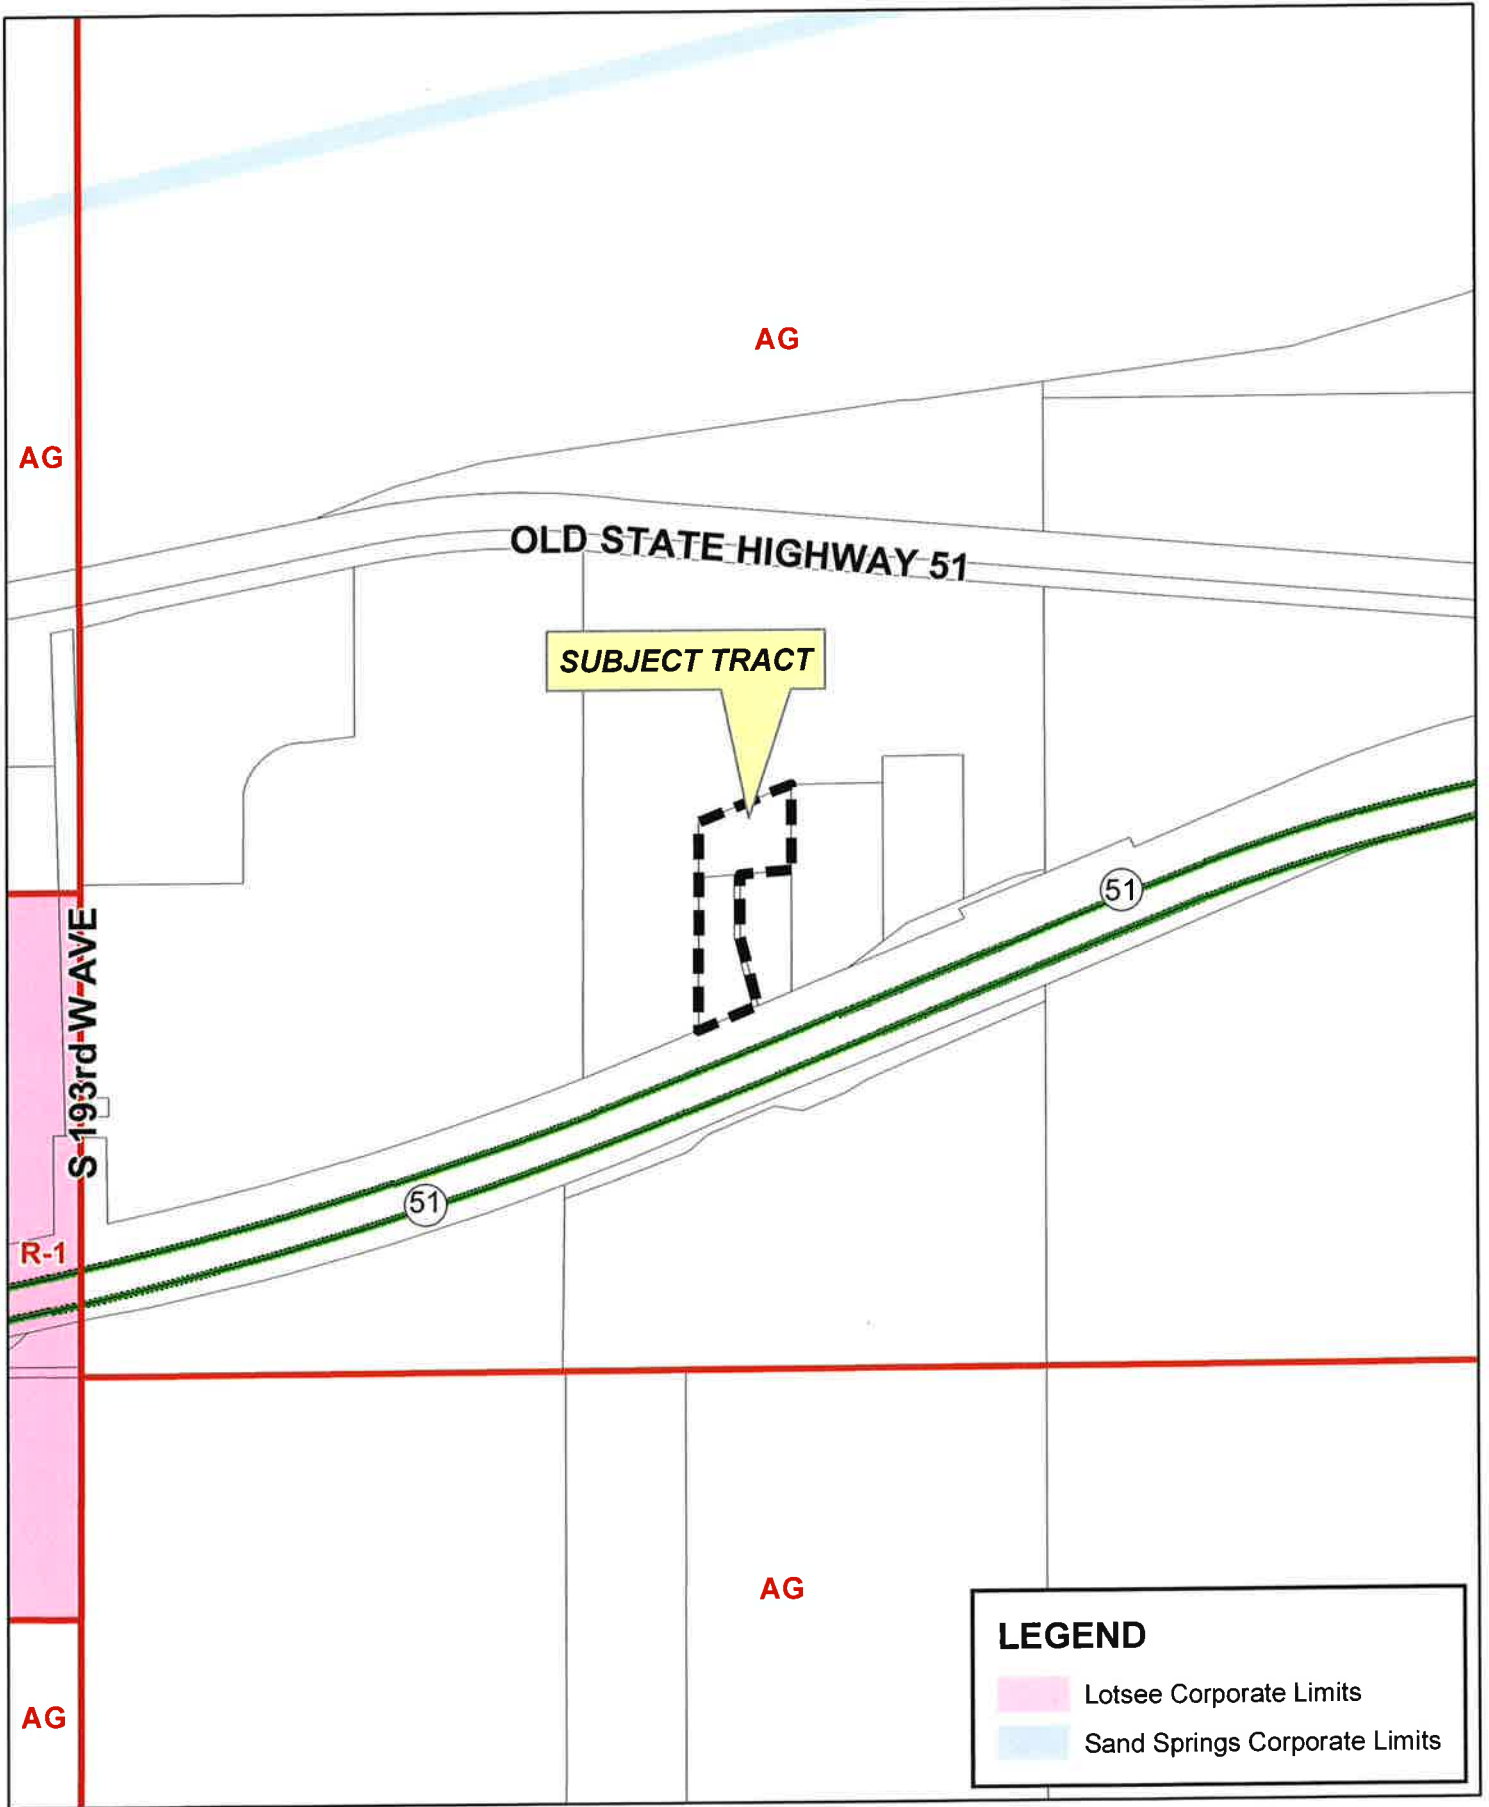 AG
AG
OLD STATE HIGHWAY 51
SUBJECT TRACT
51
S 193rd W AVE
51
R-1
AG
AG
LEGEND
Lotsee Corporate Limits
Sand Springs Corporate Limits